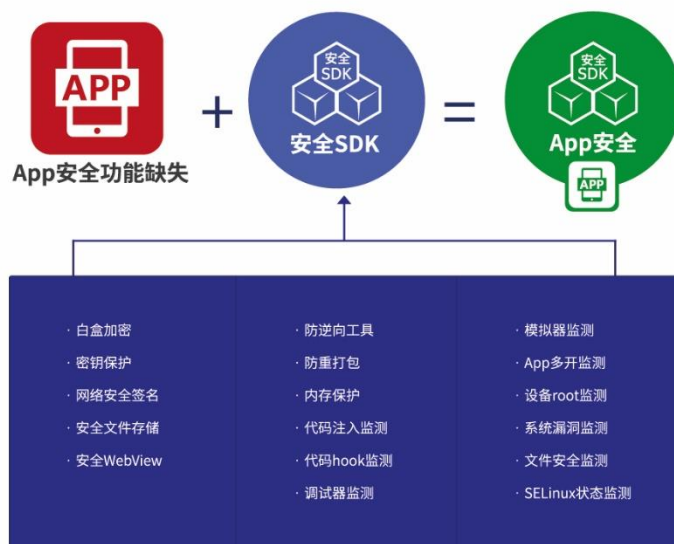 APP
App安全功能缺失
+
安全
SDK
安全SDK
=
安全
SDK
App安全
APP
· 白盒加密
· 密钥保护
· 网络安全签名
· 安全文件存储
· 安全WebView
· 防逆向工具
· 防重打包
· 内存保护
· 代码注入监测
· 代码hook监测
· 调试器监测
· 模拟器监测
· App多开监测
· 设备root监测
· 系统漏洞监测
· 文件安全监测
· SELinux状态监测